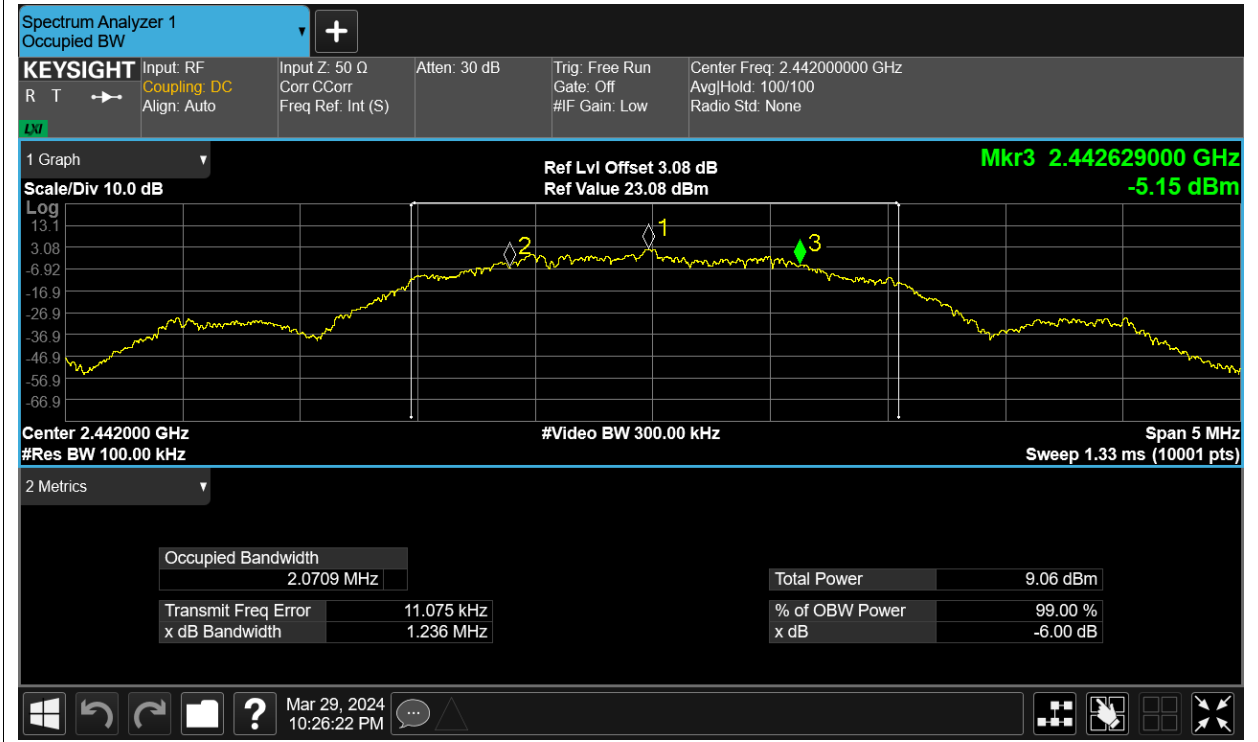 Spectrum Analyzer 1
Occupied BW
KEYSIGHT
R T
LXI
Input: RF
Coupling: DC
Align: Auto
Input Z: 50 Ω
Corr CCorr
Freq Ref: Int (S)
Atten: 30 dB
Trig: Free Run
Gate: Off
#IF Gain: Low
Center Freq: 2.442000000 GHz
Avg|Hold: 100/100
Radio Std: None
1 Graph
Scale/Div 10.0 dB
Ref Lvl Offset 3.08 dB
Ref Value 23.08 dBm
Mkr3 2.442629000 GHz
-5.15 dBm
Log
13.1
3.08
-6.92
-16.9
-26.9
-36.9
-46.9
-56.9
-66.9
2
1
3
Center 2.442000 GHz
#Res BW 100.00 kHz
#Video BW 300.00 kHz
Span 5 MHz
Sweep 1.33 ms (10001 pts)
2 Metrics
Occupied Bandwidth
2.0709 MHz
Transmit Freq Error 11.075 kHz
x dB Bandwidth 1.236 MHz
Total Power 9.06 dBm
% of OBW Power 99.00 %
x dB -6.00 dB
?
Mar 29, 2024
10:26:22 PM